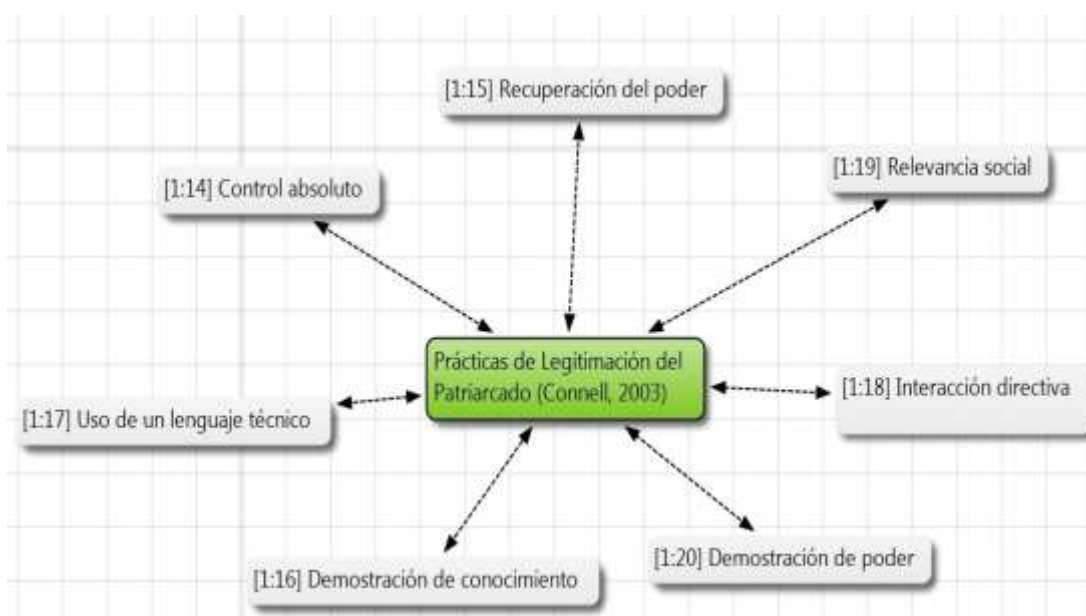 [1:15] Recuperación del poder
[1:19] Relevancia social
[1:14] Control absoluto
Prácticas de Legitimación del
Patriarcado (Connell, 2003)
[1:18] Interacción directiva
[1:17] Uso de un lenguaje técnico
[1:20] Demostración de poder
[1:16] Demostración de conocimiento